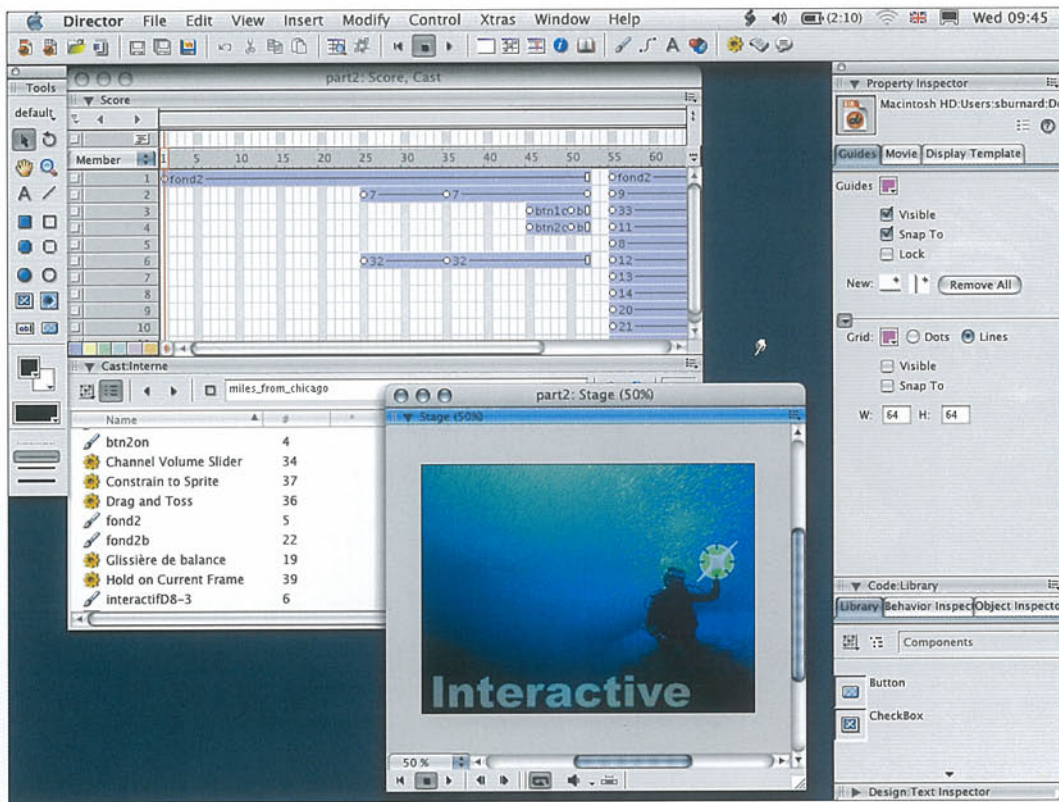 Director File Edit View Insert Modify Control Xtras Window Help (2:10) Wed 09:45
Tools
default
part2: Score, Cast
Score
Member 1 5 10 15 20 25 30 35 40 45 50 55 60
1 fond2 fond2
2 7 7 9
3 btn1c b 33
4 btn2c b 11
5 8
6 32 32 12
7 13
8 14
9 20
10 21
Cast:Interne
miles_from_chicago
Name #
btn2on 4
Channel Volume Slider 34
Constrain to Sprite 37
Drag and Toss 36
fond2 5
fond2b 22
Glissière de balance 19
Hold on Current Frame 39
interactifD8-3 6
part2: Stage (50%)
Stage (50%)
Interactive
50 %
Property Inspector
Macintosh HD:Users:sburnard:De
Guides Movie Display Template
Guides
Visible
Snap To
Lock
New: Remove All
Grid: Dots Lines
Visible
Snap To
W: 64 H: 64
Code:Library
Library Behavior Inspec Object Inspecto
Components
Button
CheckBox
Design:Text Inspector